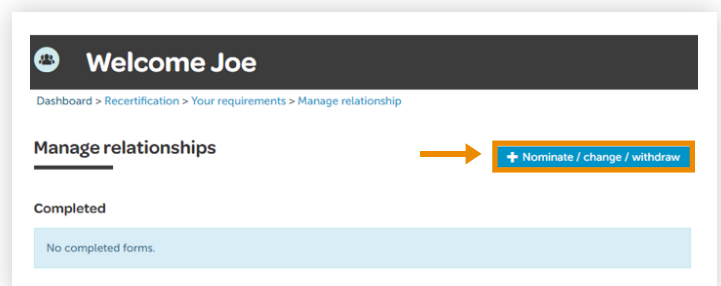 Welcome Joe
Dashboard > Recertification > Your requirements > Manage relationship
Manage relationships
+ Nominate / change / withdraw
Completed
No completed forms.